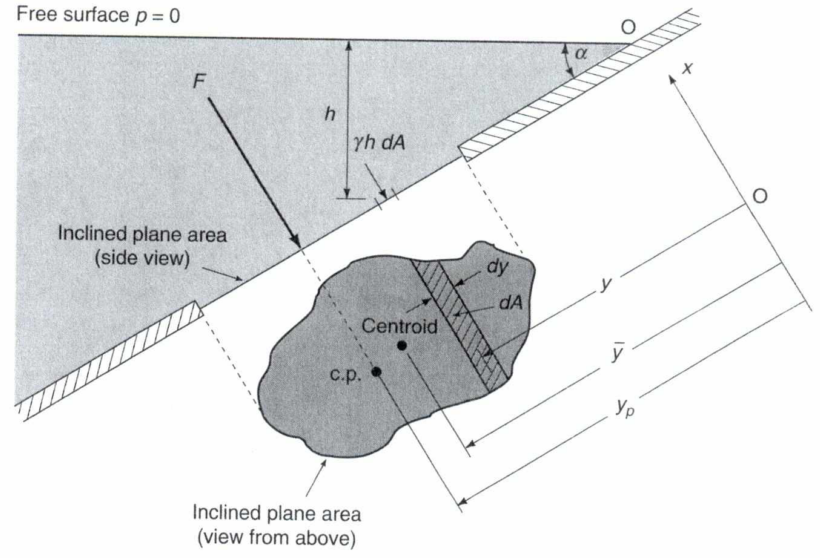 Free surface p = 0
O
α
x
F
h
γh dA
O
Inclined plane area
(side view)
dy
y
dA
Centroid
ȳ
c.p.
y_p
Inclined plane area
(view from above)